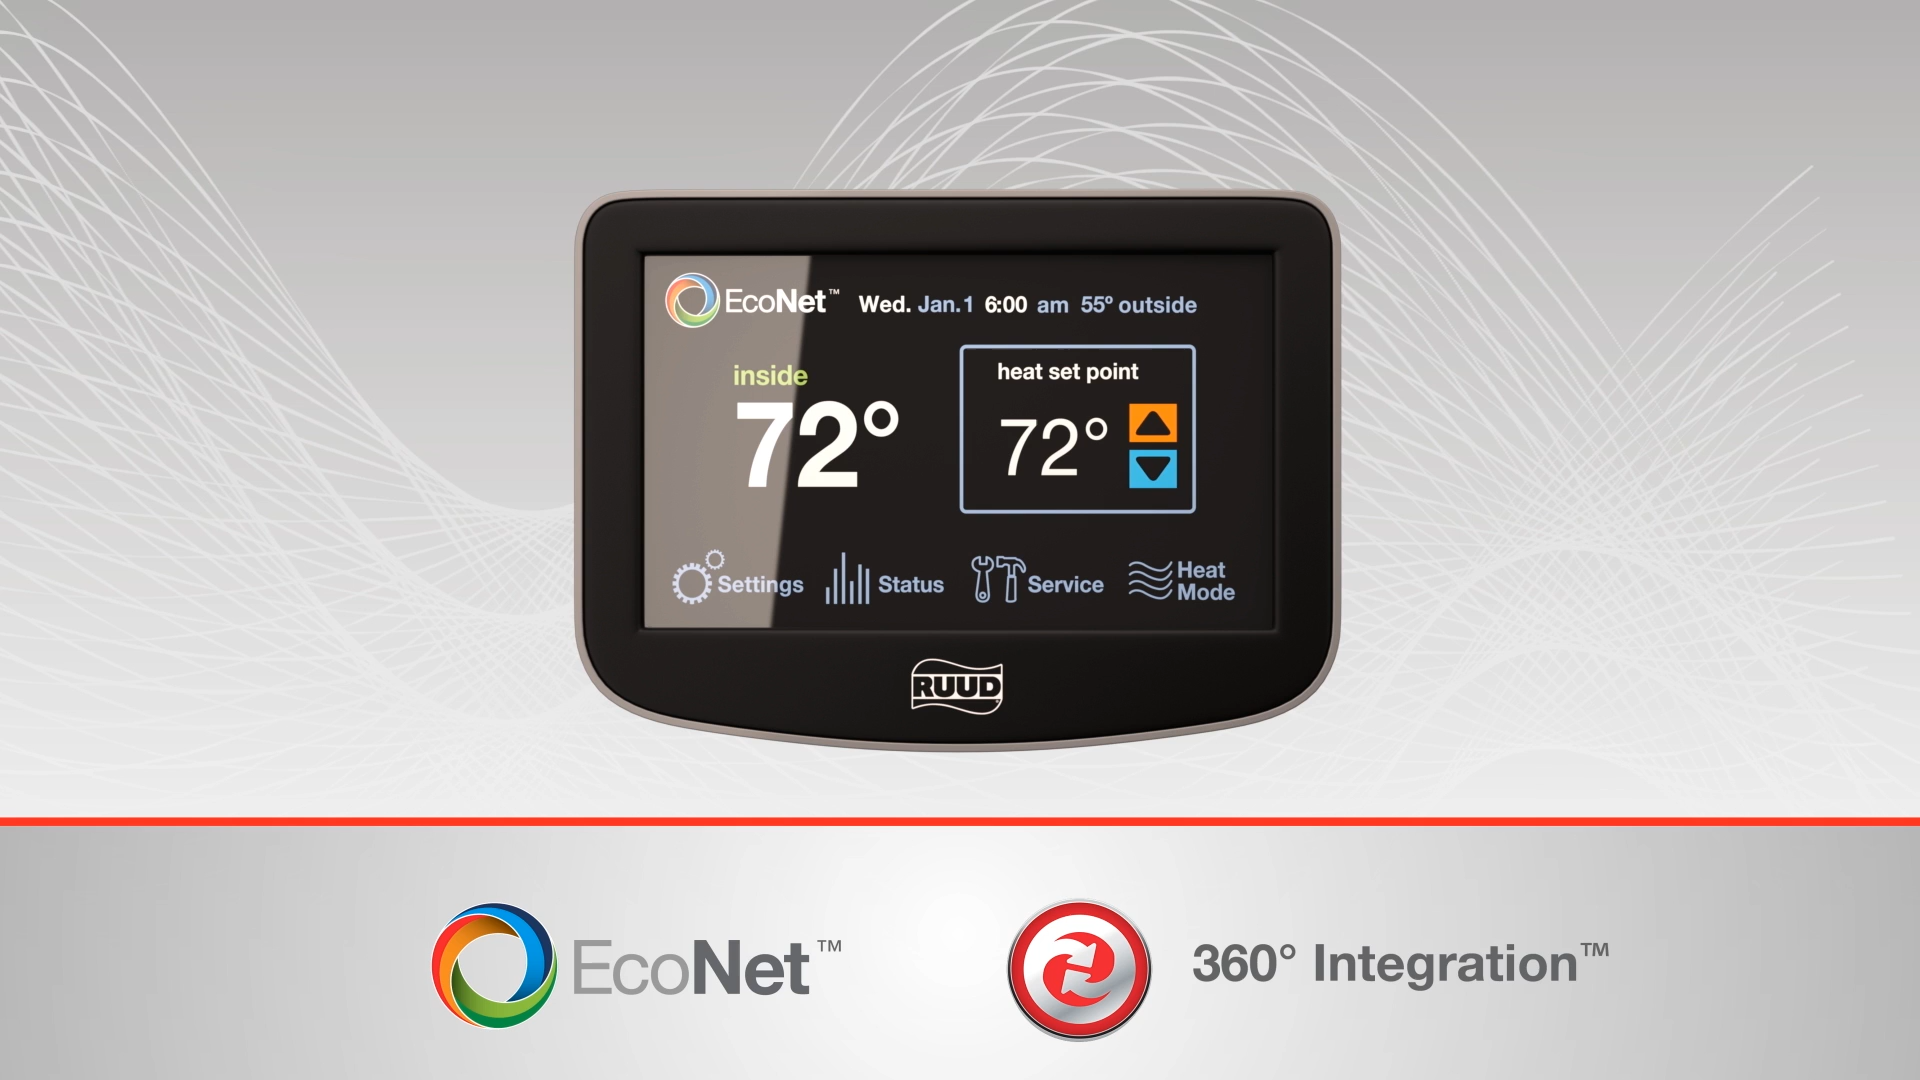 EcoNet™ Wed. Jan.1 6:00 am 55° outside
inside
72°
heat set point
72°
Settings
Status
Service
Heat
Mode
RUUD
EcoNet™
360° Integration™